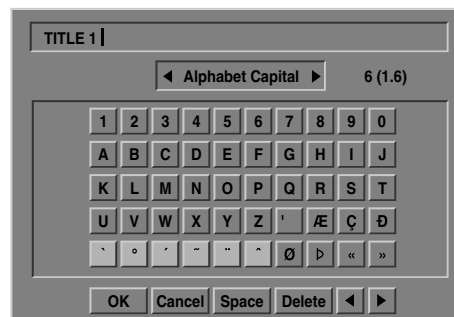 TITLE 1
◀ Alphabet Capital ▶ 6 (1.6)
1 2 3 4 5 6 7 8 9 0
A B C D E F G H I J
K L M N O P Q R S T
U V W X Y Z ' Æ Ç Ð
` ° ´ ˜ ¨ ˆ Ø Þ « »
OK Cancel Space Delete ◀ ▶